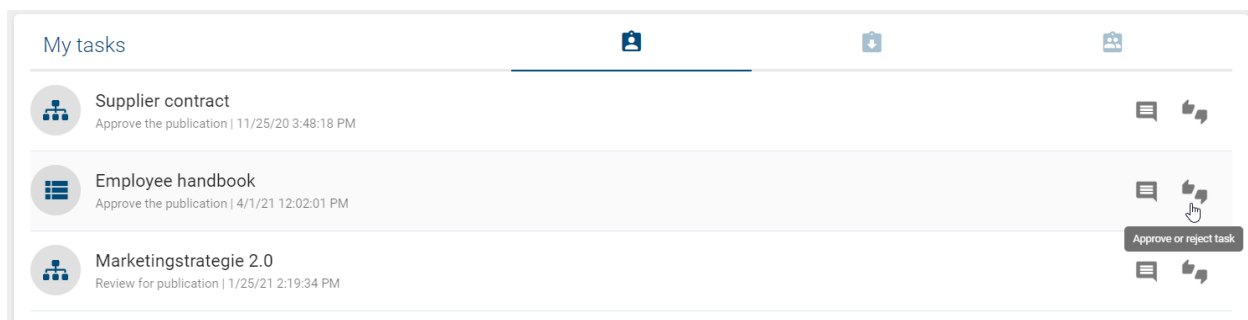 My tasks
Supplier contract
Approve the publication | 11/25/20 3:48:18 PM
Employee handbook
Approve the publication | 4/1/21 12:02:01 PM
Approve or reject task
Marketingstrategie 2.0
Review for publication | 1/25/21 2:19:34 PM